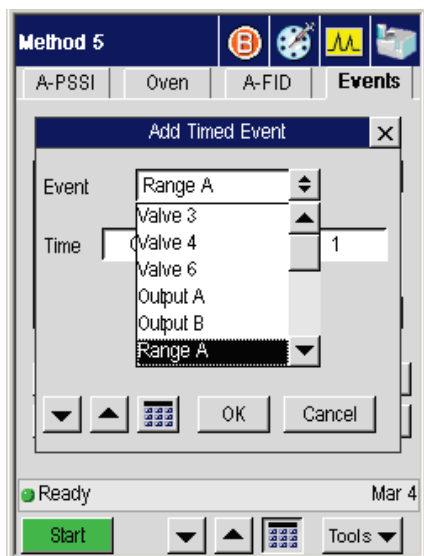 Method 5
B
A-PSSI Oven A-FID Events
Add Timed Event
Event Range A
Valve 3
Time Valve 4 1
Valve 6
Output A
Output B
Range A
OK Cancel
Ready Mar 4
Start Tools